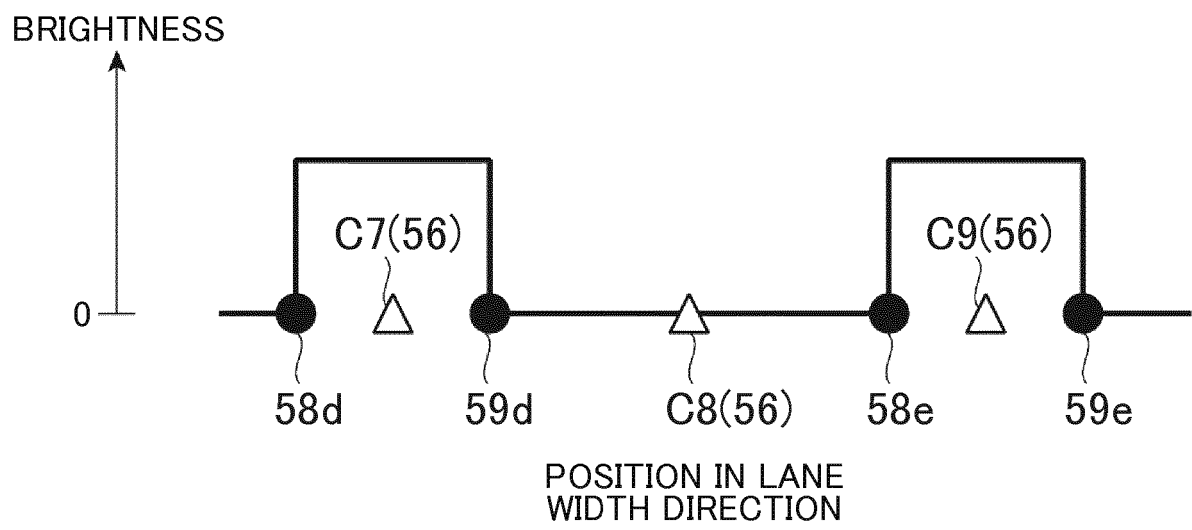 BRIGHTNESS
C7(56)
C9(56)
0
58d
59d
C8(56)
58e
59e
POSITION IN LANE
WIDTH DIRECTION